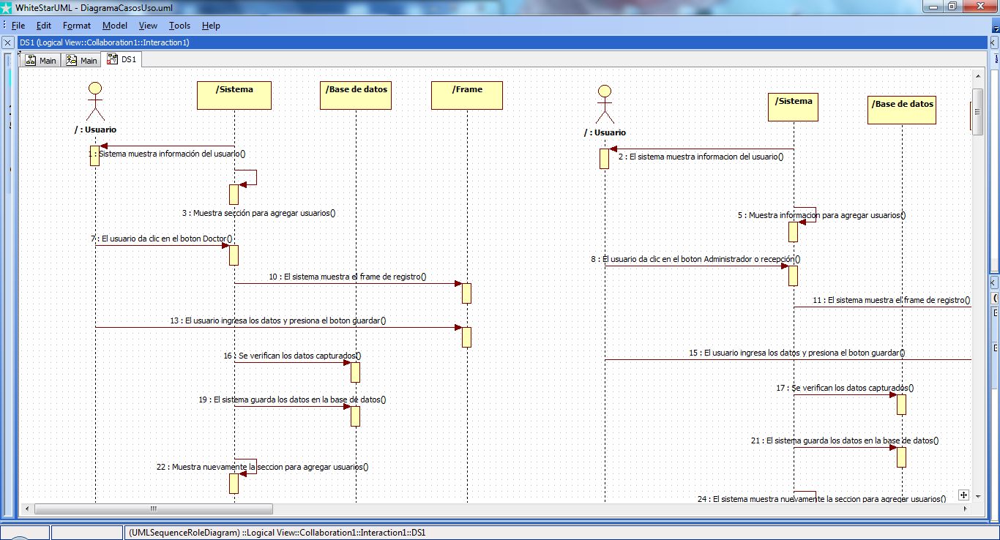 WhiteStarUML - DiagramaCasosUso.uml
File Edit Format Model View Tools Help
DS1 (Logical View::Collaboration1::Interaction1)
Main Main DS1
/Sistema /Base de datos /Frame
/ : Usuario
1 : Sistema muestra información del usuario()
3 : Muestra sección para agregar usuarios()
7 : El usuario da clic en el boton Doctor()
10 : El sistema muestra el frame de registro()
13 : El usuario ingresa los datos y presiona el boton guardar()
16 : Se verifican los datos capturados()
19 : El sistema guarda los datos en la base de datos()
22 : Muestra nuevamente la seccion para agregar usuarios()
/Sistema /Base de datos
/ : Usuario
2 : El sistema muestra informacion del usuario()
5 : Muestra informacion para agregar usuarios()
8 : El usuario da clic en el boton Administrador o recepción()
11 : El sistema muestra el frame de registro()
15 : El usuario ingresa los datos y presiona el boton guardar()
17 : Se verifican los datos capturados()
21 : El sistema guarda los datos en la base de datos()
24 : El sistema muestra nuevamente la seccion para agregar usuarios()
(UMLSequenceRoleDiagram) ::Logical View::Collaboration1::Interaction1::DS1